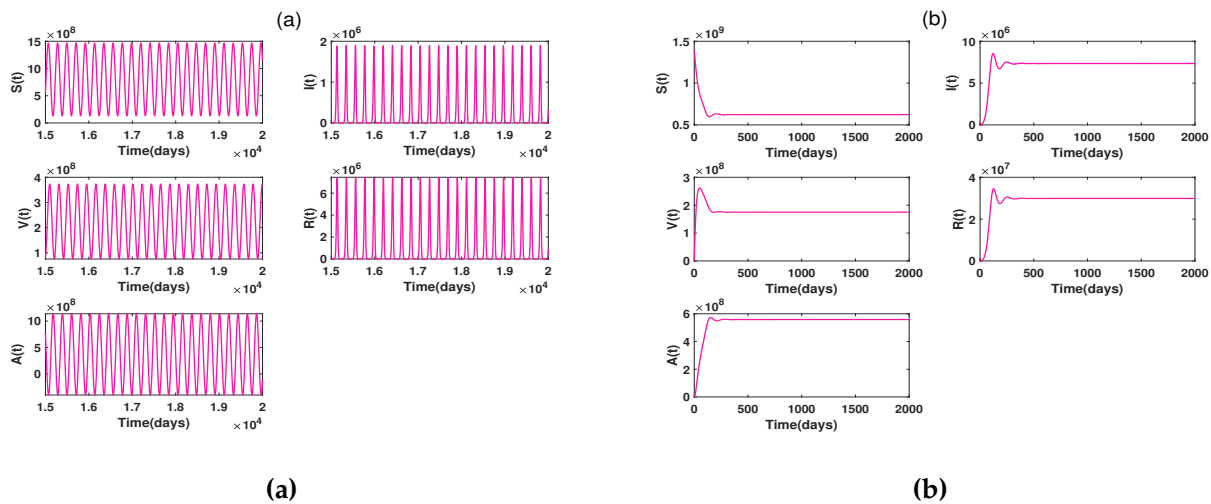 (a)
×10⁸
S(t)
15
10
5
0
1.5 1.6 1.7 1.8 1.9 2
Time(days) ×10⁴
×10⁶
I(t)
2
1
0
1.5 1.6 1.7 1.8 1.9 2
Time(days) ×10⁴
×10⁸
V(t)
4
3
2
1
1.5 1.6 1.7 1.8 1.9 2
Time(days) ×10⁴
×10⁶
R(t)
6
4
2
0
1.5 1.6 1.7 1.8 1.9 2
Time(days) ×10⁴
×10⁸
A(t)
10
5
0
1.5 1.6 1.7 1.8 1.9 2
Time(days) ×10⁴
(a)
(b)
×10⁹
S(t)
1.5
1
0.5
0 500 1000 1500 2000
Time(days)
×10⁶
I(t)
10
5
0
0 500 1000 1500 2000
Time(days)
×10⁸
V(t)
3
2
1
0
0 500 1000 1500 2000
Time(days)
×10⁷
R(t)
4
2
0
0 500 1000 1500 2000
Time(days)
×10⁸
A(t)
6
4
2
0
0 500 1000 1500 2000
Time(days)
(b)